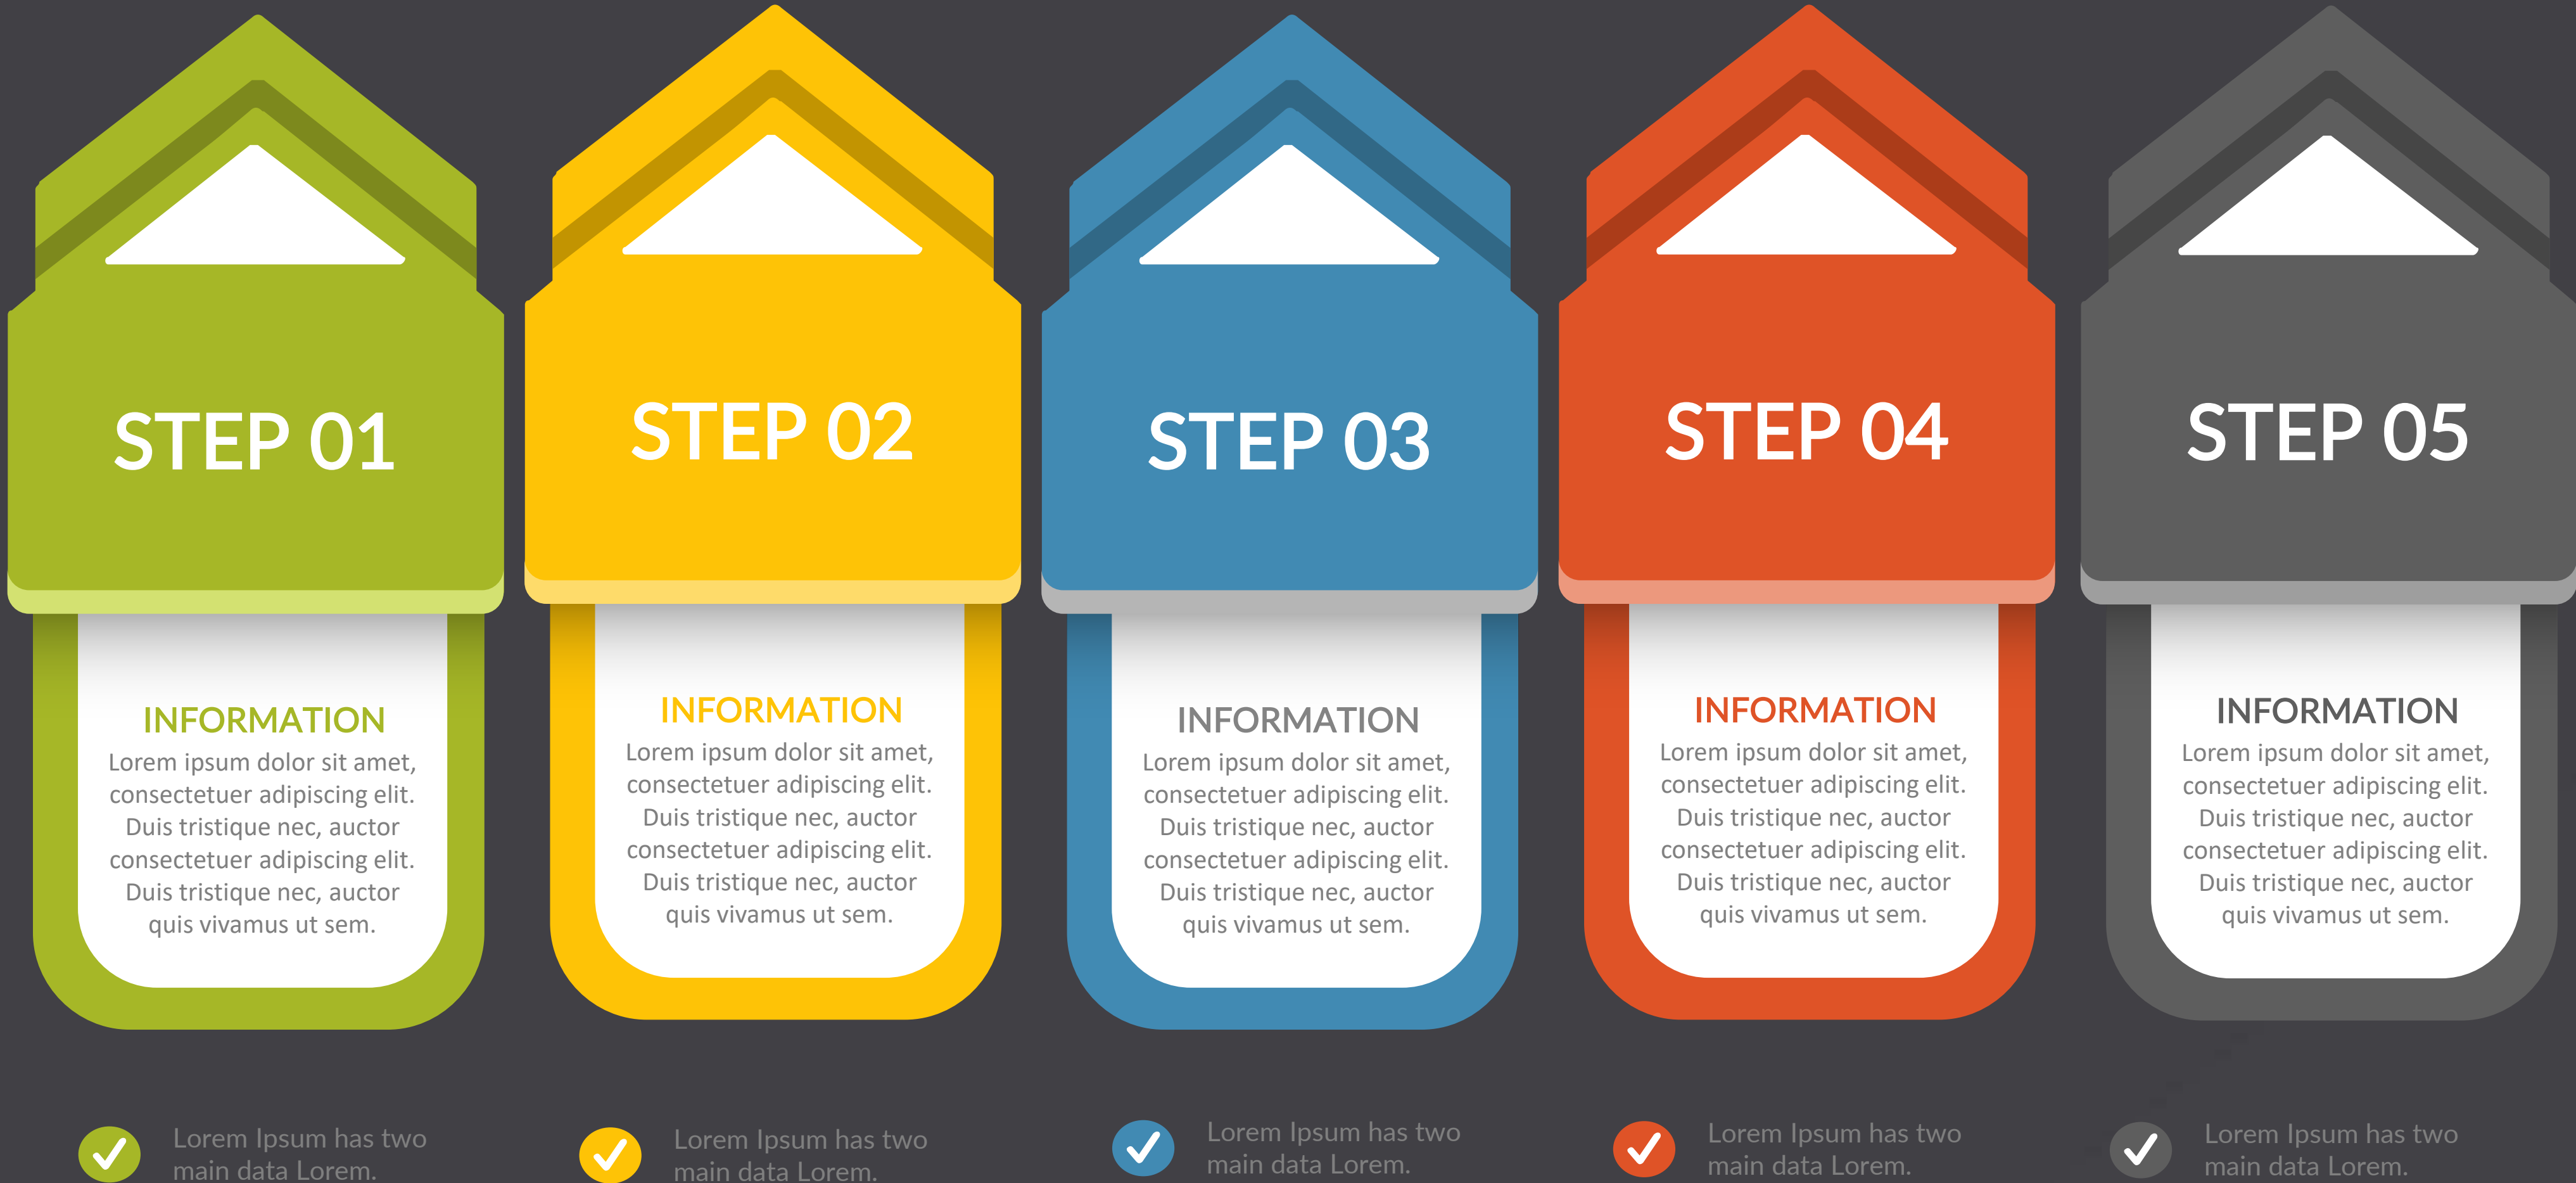 STEP 01
INFORMATION
Lorem ipsum dolor sit amet,
consectetuer adipiscing elit.
Duis tristique nec, auctor
consectetuer adipiscing elit.
Duis tristique nec, auctor
quis vivamus ut sem.
Lorem Ipsum has two
main data Lorem.
STEP 02
INFORMATION
Lorem ipsum dolor sit amet,
consectetuer adipiscing elit.
Duis tristique nec, auctor
consectetuer adipiscing elit.
Duis tristique nec, auctor
quis vivamus ut sem.
Lorem Ipsum has two
main data Lorem.
STEP 03
INFORMATION
Lorem ipsum dolor sit amet,
consectetuer adipiscing elit.
Duis tristique nec, auctor
consectetuer adipiscing elit.
Duis tristique nec, auctor
quis vivamus ut sem.
Lorem Ipsum has two
main data Lorem.
STEP 04
INFORMATION
Lorem ipsum dolor sit amet,
consectetuer adipiscing elit.
Duis tristique nec, auctor
consectetuer adipiscing elit.
Duis tristique nec, auctor
quis vivamus ut sem.
Lorem Ipsum has two
main data Lorem.
STEP 05
INFORMATION
Lorem ipsum dolor sit amet,
consectetuer adipiscing elit.
Duis tristique nec, auctor
consectetuer adipiscing elit.
Duis tristique nec, auctor
quis vivamus ut sem.
Lorem Ipsum has two
main data Lorem.